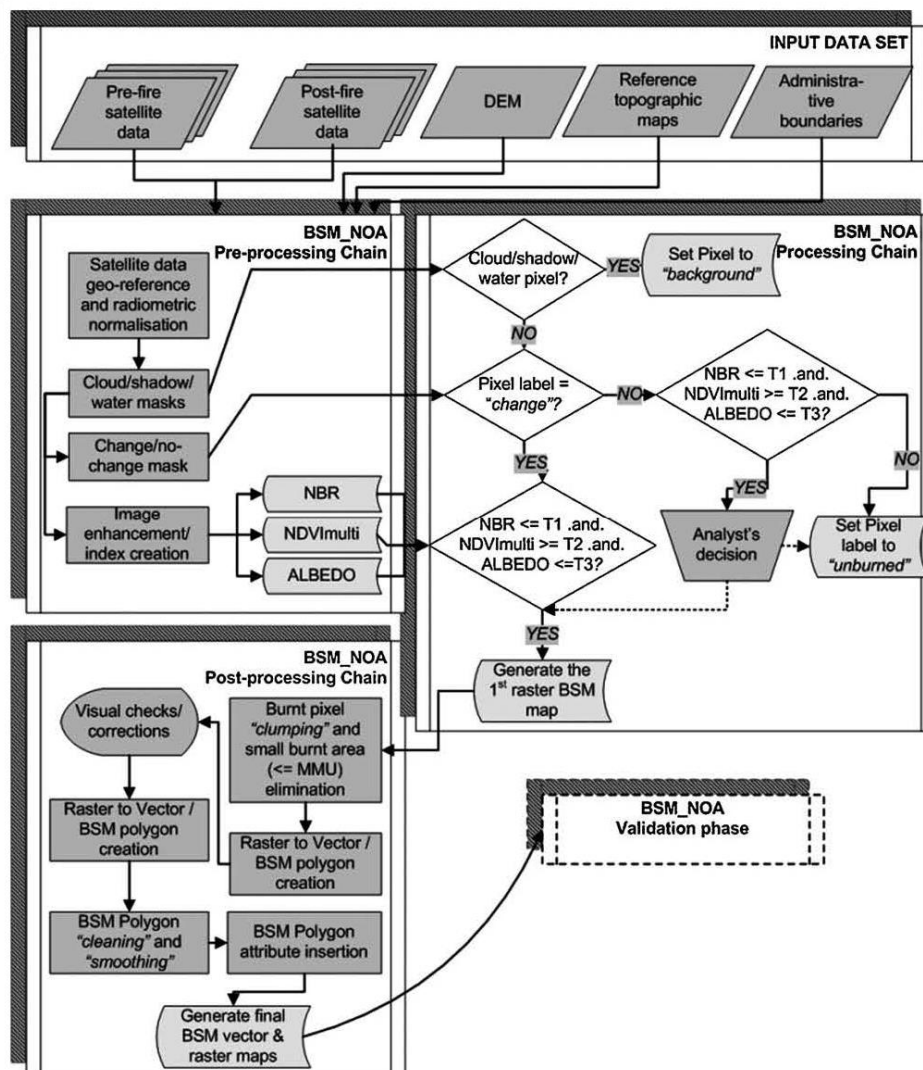 INPUT DATA SET
Pre-fire
satellite
data
Post-fire
satellite
data
DEM
Reference
topographic
maps
Administra-
tive
boundaries
BSM_NOA
Pre-processing Chain
Satellite data
geo-reference
and radiometric
normalisation
Cloud/shadow/
water masks
Change/no-
change mask
Image
enhancement/
index creation
NBR
NDVImulti
ALBEDO
BSM_NOA
Processing Chain
Cloud/shadow/
water pixel?
YES
Set Pixel to
"background"
NO
Pixel label =
"change"?
NO
NBR <= T1 .and.
NDVImulti >= T2 .and.
ALBEDO <= T3?
YES
NO
YES
NBR <= T1 .and.
NDVImulti >= T2 .and.
ALBEDO <=T3?
Analyst's
decision
Set Pixel
label to
"unburned"
YES
Generate the
1st raster BSM
map
BSM_NOA
Post-processing Chain
Visual checks/
corrections
Burnt pixel
"clumping" and
small burnt area
(<= MMU)
elimination
Raster to Vector /
BSM polygon
creation
Raster to Vector /
BSM polygon
creation
BSM Polygon
"cleaning" and
"smoothing"
BSM Polygon
attribute insertion
Generate final
BSM vector &
raster maps
BSM_NOA
Validation phase